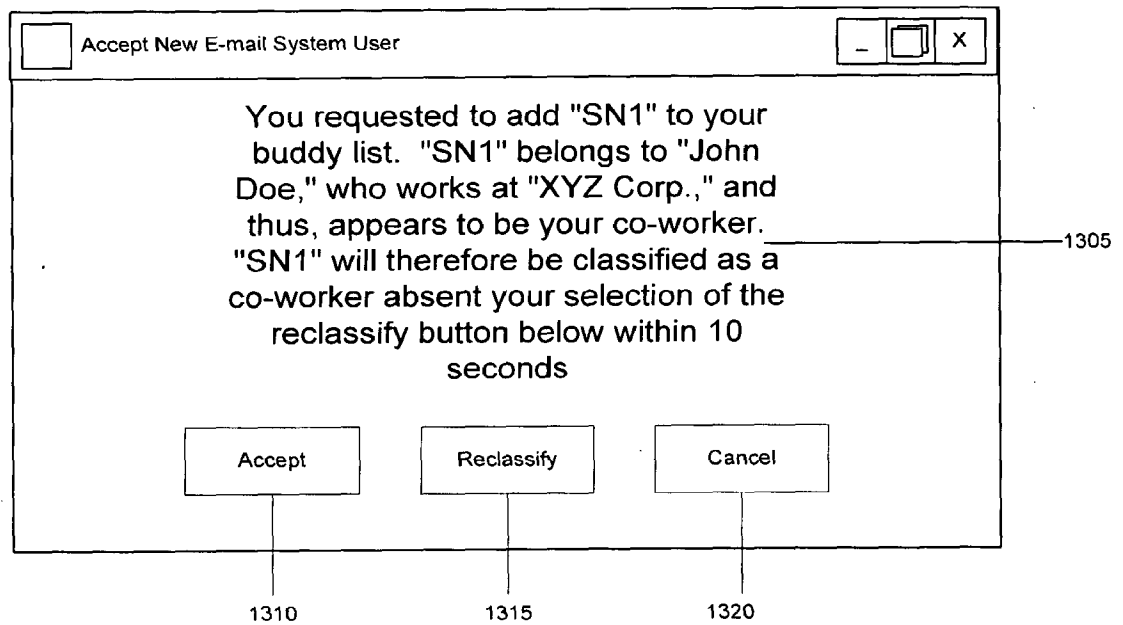 Accept New E-mail System User
_ X
You requested to add "SN1" to your
buddy list. "SN1" belongs to "John
Doe," who works at "XYZ Corp.," and
thus, appears to be your co-worker.
"SN1" will therefore be classified as a
co-worker absent your selection of the
reclassify button below within 10
seconds
1305
Accept Reclassify Cancel
1310 1315 1320